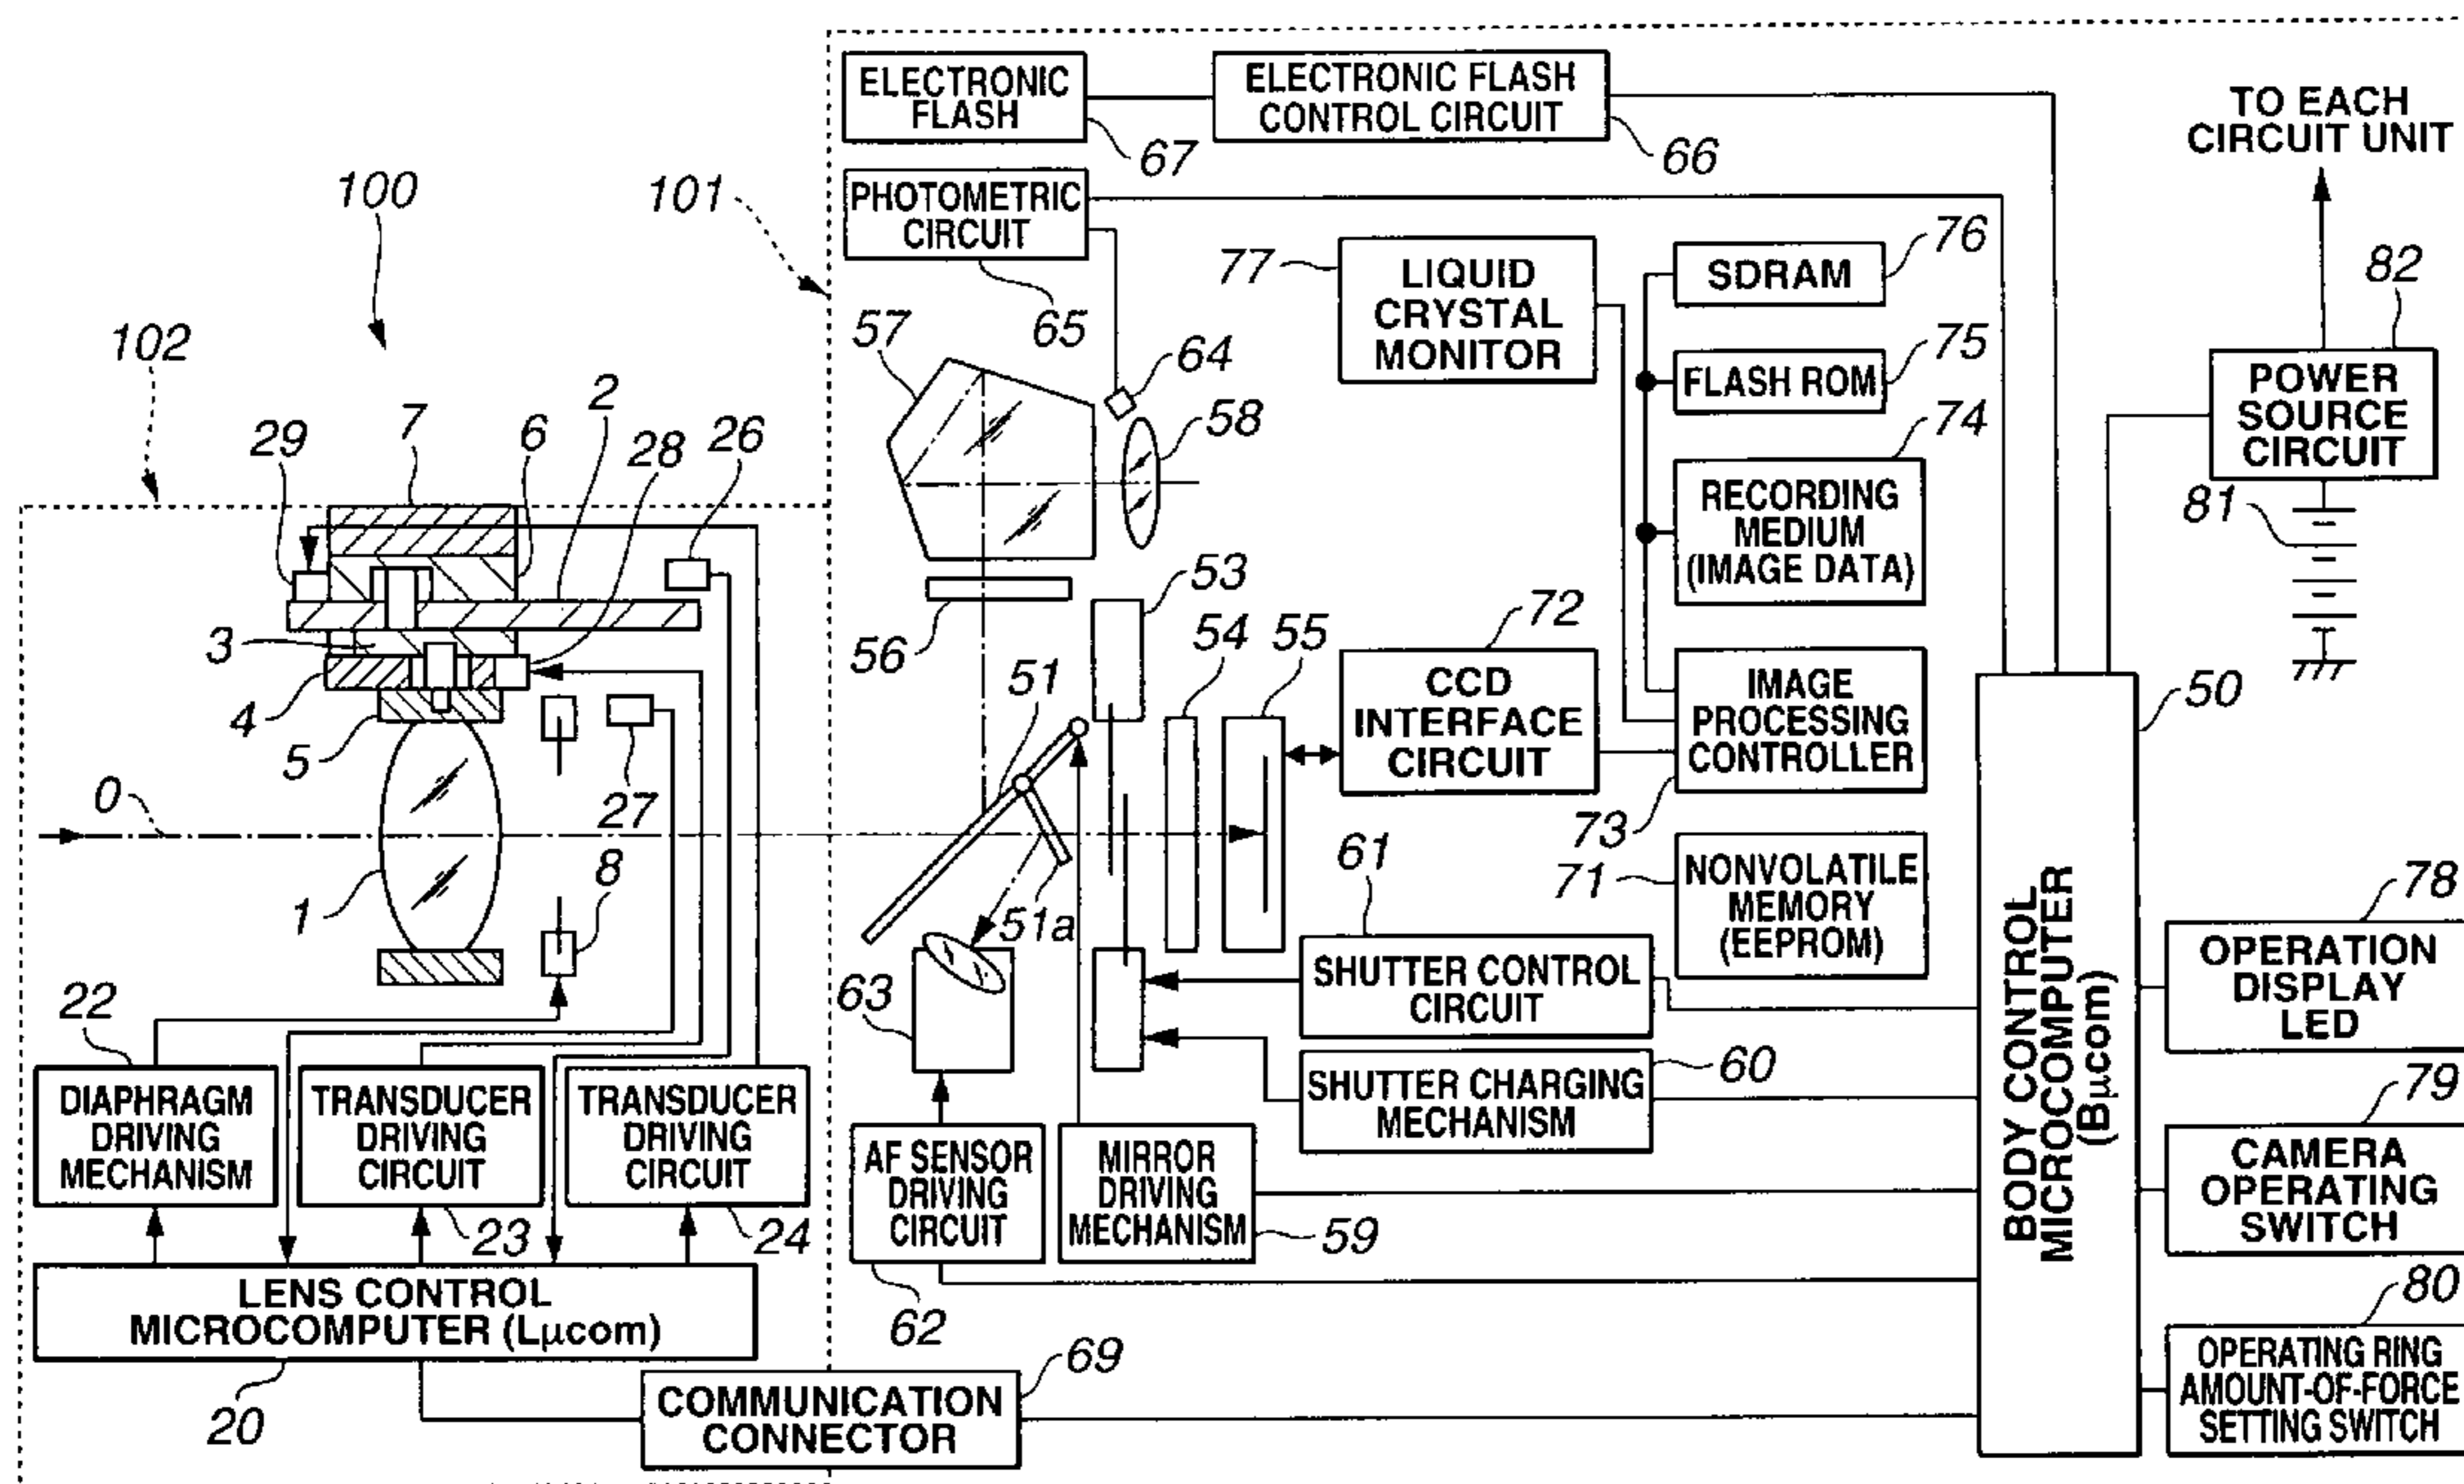 ELECTRONIC
FLASH
67
ELECTRONIC FLASH
CONTROL CIRCUIT
66
TO EACH
CIRCUIT UNIT
100
101
102
PHOTOMETRIC
CIRCUIT
65
57
64
58
77
LIQUID
CRYSTAL
MONITOR
76
SDRAM
75
FLASH ROM
74
RECORDING
MEDIUM
(IMAGE DATA)
82
POWER
SOURCE
CIRCUIT
81
29
7
2
6
28
26
3
4
5
0
1
27
8
56
53
54
55
51
51a
72
CCD
INTERFACE
CIRCUIT
IMAGE
PROCESSING
CONTROLLER
73
71
NONVOLATILE
MEMORY
(EEPROM)
50
BODY CONTROL
MICROCOMPUTER
(Bμcom)
61
SHUTTER CONTROL
CIRCUIT
60
SHUTTER CHARGING
MECHANISM
63
78
OPERATION
DISPLAY
LED
79
CAMERA
OPERATING
SWITCH
80
OPERATING RING
AMOUNT-OF-FORCE
SETTING SWITCH
22
DIAPHRAGM
DRIVING
MECHANISM
TRANSDUCER
DRIVING
CIRCUIT
23
TRANSDUCER
DRIVING
CIRCUIT
24
AF SENSOR
DRIVING
CIRCUIT
62
MIRROR
DRIVING
MECHANISM
59
LENS CONTROL
MICROCOMPUTER (Lμcom)
20
69
COMMUNICATION
CONNECTOR